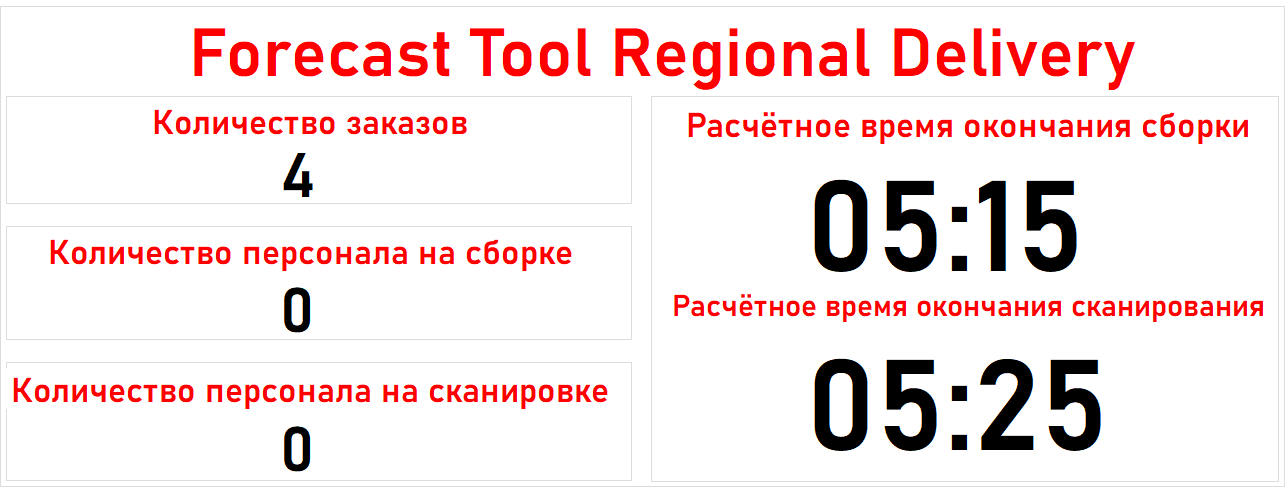 Forecast Tool Regional Delivery
Количество заказов
4
Количество персонала на сборке
0
Количество персонала на сканировке
0
Расчётное время окончания сборки
05:15
Расчётное время окончания сканирования
05:25